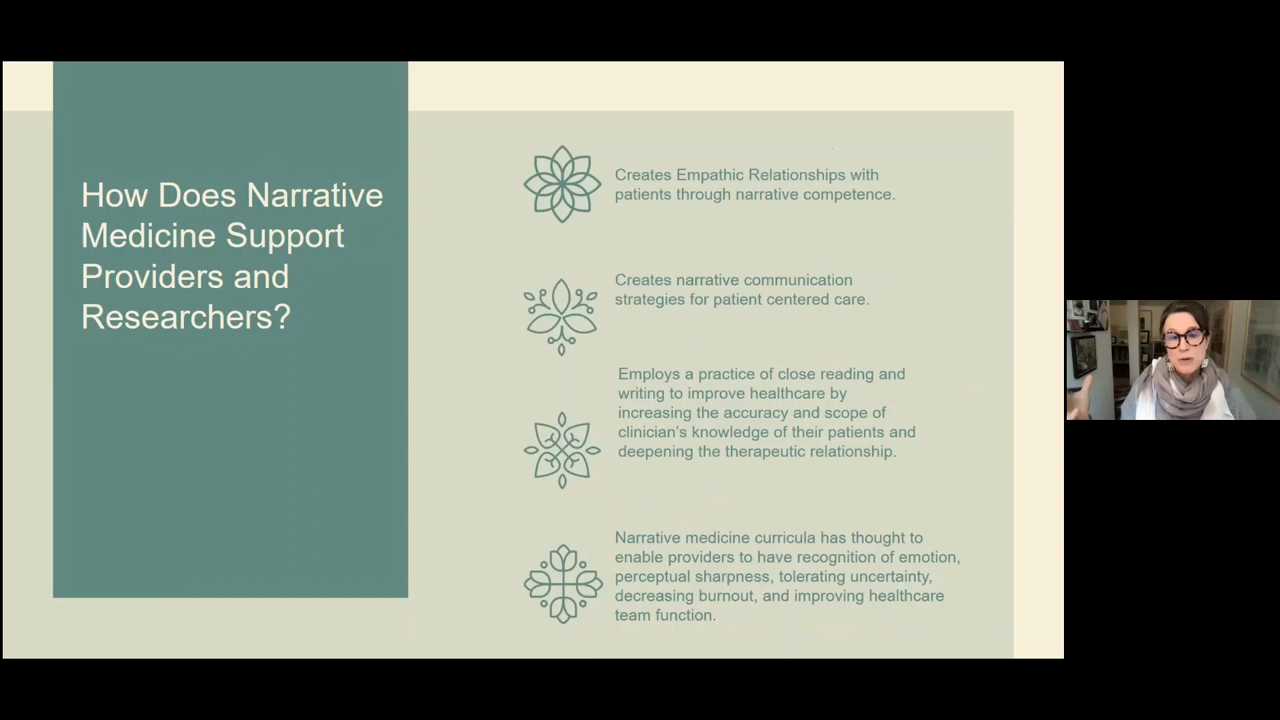 How Does Narrative
Medicine Support
Providers and
Researchers?
Creates Empathic Relationships with
patients through narrative competence.
Creates narrative communication
strategies for patient centered care.
Employs a practice of close reading and
writing to improve healthcare by
increasing the accuracy and scope of
clinician's knowledge of their patients and
deepening the therapeutic relationship.
Narrative medicine curricula has thought to
enable providers to have recognition of emotion,
perceptual sharpness, tolerating uncertainty,
decreasing burnout, and improving healthcare
team function.